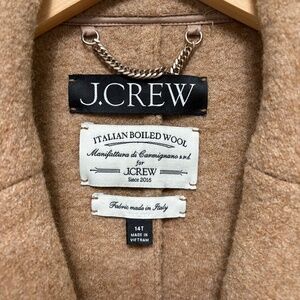 J.CREW
ITALIAN BOILED WOOL
Manifattura di Carmignano s.r.l.
for
J.CREW
Since 2015
Fabric made in Italy
14T
MADE IN
VIETNAM